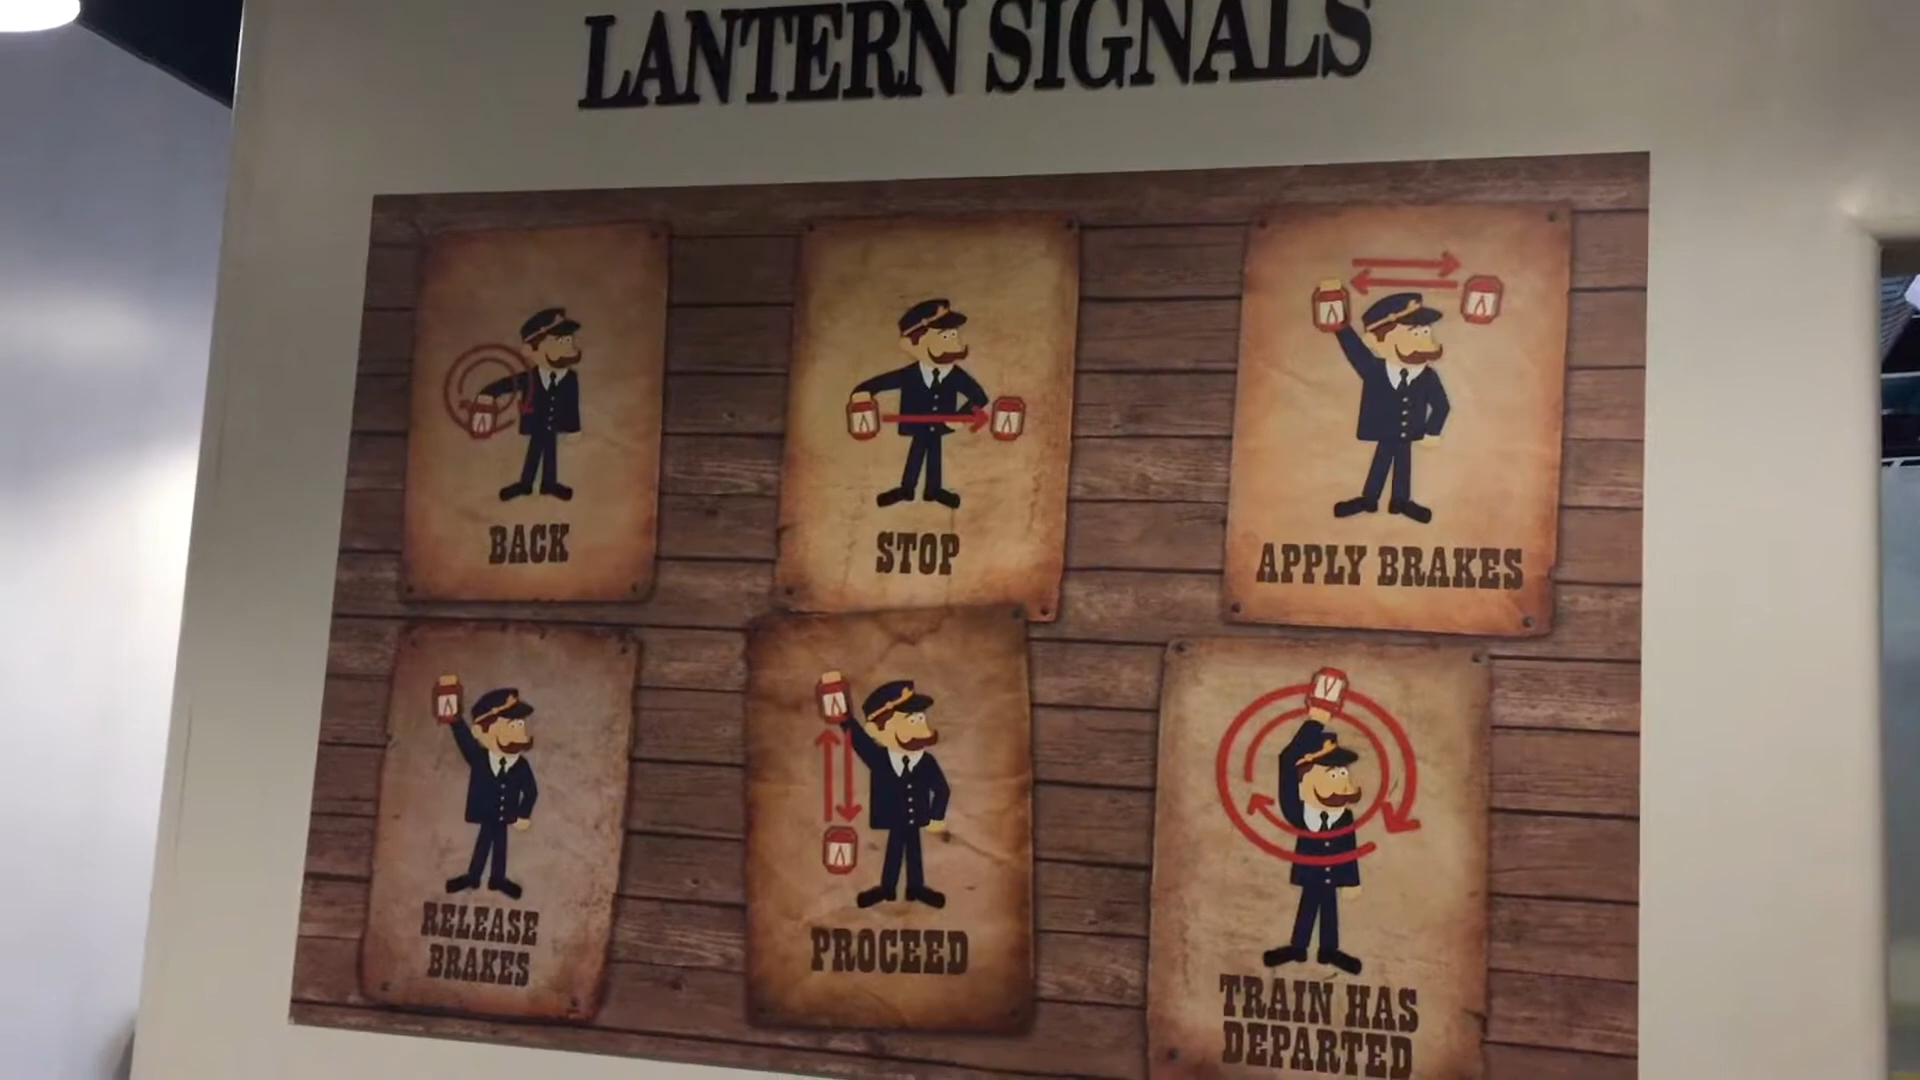 LANTERN SIGNALS
BACK
STOP
APPLY BRAKES
RELEASE
BRAKES
PROCEED
TRAIN HAS
DEPARTED